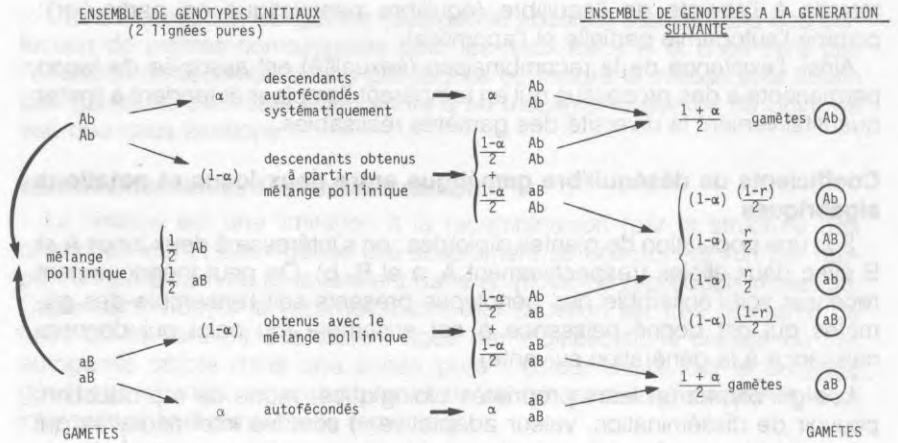 ENSEMBLE DE GENOTYPES INITIAUX
(2 lignées pures)
ENSEMBLE DE GENOTYPES A LA GENERATION
SUIVANTE
Ab
Ab
α
descendants
autofécondés
systématiquement
α
Ab
Ab
1 + α
2
gamètes
Ab
(1-α)
descendants obtenus
à partir du
mélange pollinique
1-α
2
Ab
Ab
1-α
2
aB
Ab
mélange
pollinique
1
2
Ab
1
2
aB
(1-α)
(1-r)
2
Ab
(1-α)
r
2
AB
(1-α)
r
2
ab
(1-α)
(1-r)
2
aB
aB
aB
(1-α)
obtenus avec le
mélange pollinique
1-α
2
Ab
aB
1-α
2
aB
aB
α
autofécondés
α
aB
aB
1 + α
2
gamètes
aB
GAMETES
GAMETES